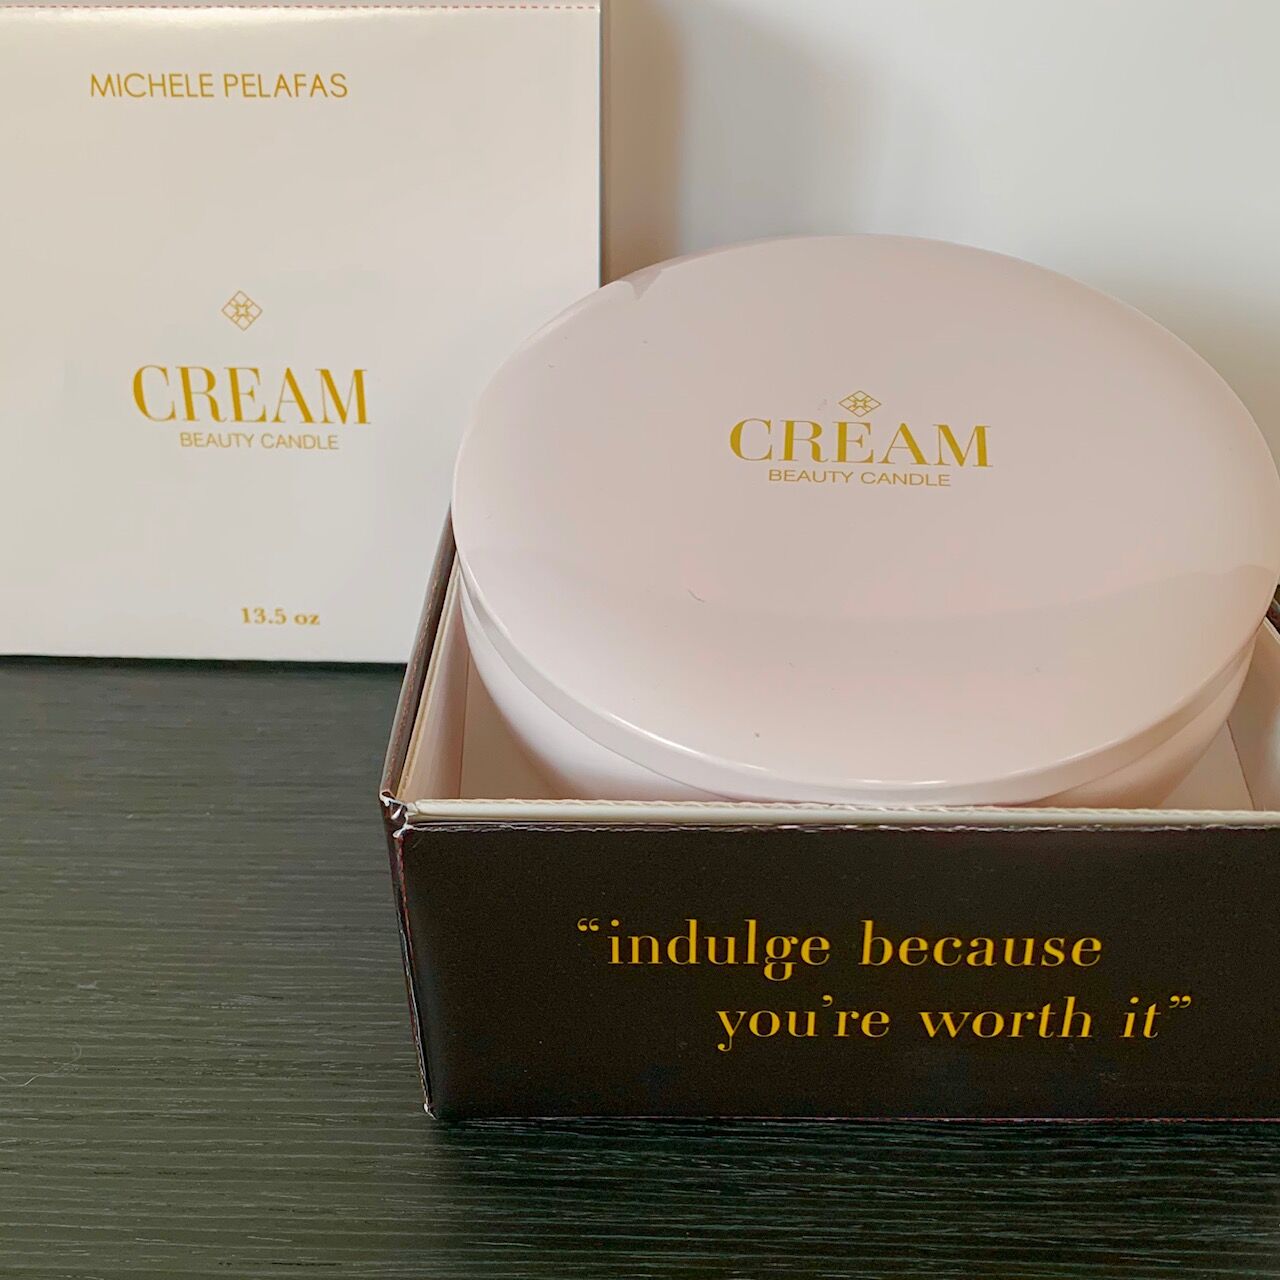 MICHELE PELAFAS
CREAM
BEAUTY CANDLE
13.5 oz
CREAM
BEAUTY CANDLE
“indulge because
you’re worth it”